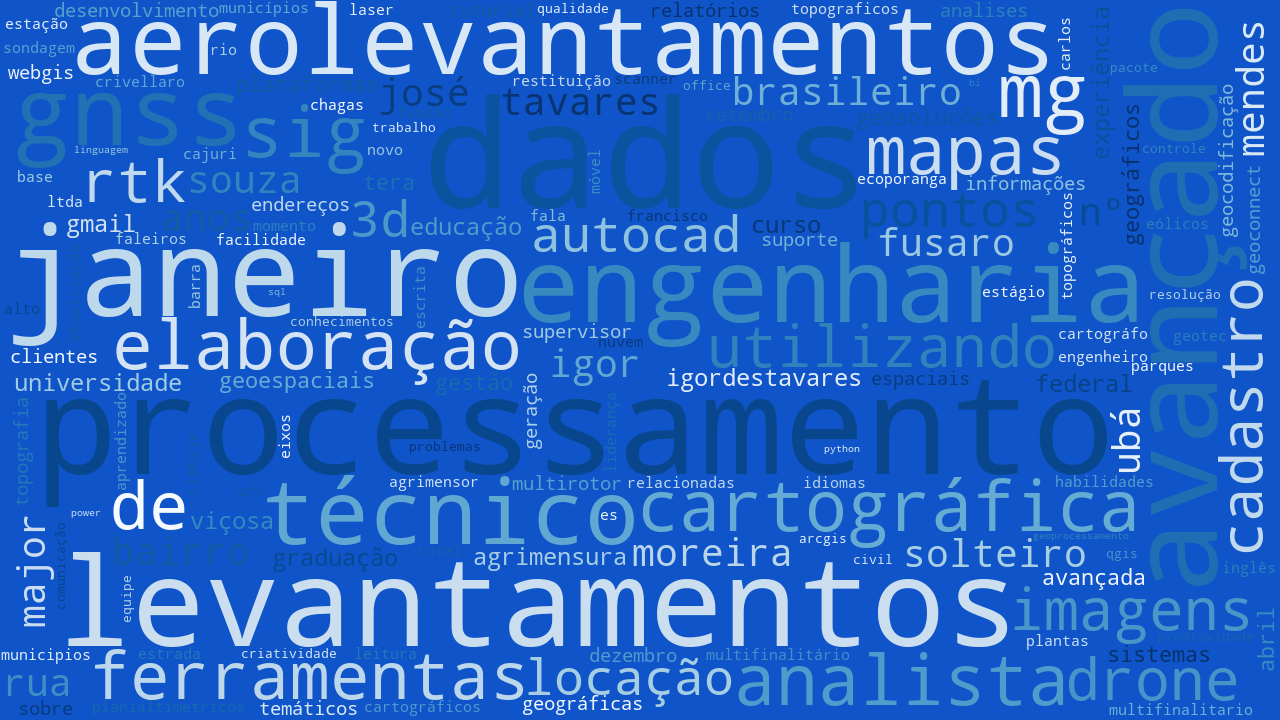 desenvolvimento
municípios
laser
qualidade
relatórios
topograficos
analises
estação
aerolevantamentos
carlos
experiência
avançado
mendes
sondagem
rio
webgis
crivellaro
restituição
scanner
office
brasileiro
bi
mg
pacote
gnss
sig
chagas
josé
tavares
dados
setembro
geosoluções
geográficos
geocodificação
trabalho
linguagem
cajuri
novo
mapas
controle
base
rtk
souza
tera
móvel
ecoporanga
informações
ltda
endereços
3d
educação
fala
francisco
curso
pontos
nº
topográficos
eólicos
geoconnect
gmail
anos
momento
autocad
suporte
fusaro
faleiros
facilidade
janeiro
barra
sql
escrita
engenharia
estágio
resolução
alto
conhecimentos
supervisor
nuvem
cartográfo
geotec
clientes
elaboração
igor
utilizando
engenheiro
parques
cadastro
universidade
geoespaciais
gestão
geração
igordestavares
espaciais
federal
topografia
aprendizado
processamento
eixos
problemas
liderança
python
ubá
agrimensor
multirotor
relacionadas
idiomas
habilidades
power
de
viçosa
técnico
es
cartográfica
major
comunicação
bairro
graduação
agrimensura
moreira
arcgis
civil
solteiro
geoprocessamento
qgis
inglês
equipe
levantamentos
avançada
imagens
abril
plantas
proatividade
municipios
estrada
criatividade
leitura
dezembro
multifinalitário
sistemas
rua
ferramentas
locação
analista
drone
sobre
planialtimetricos
temáticos
cartográficos
geográficas
multifinalitario